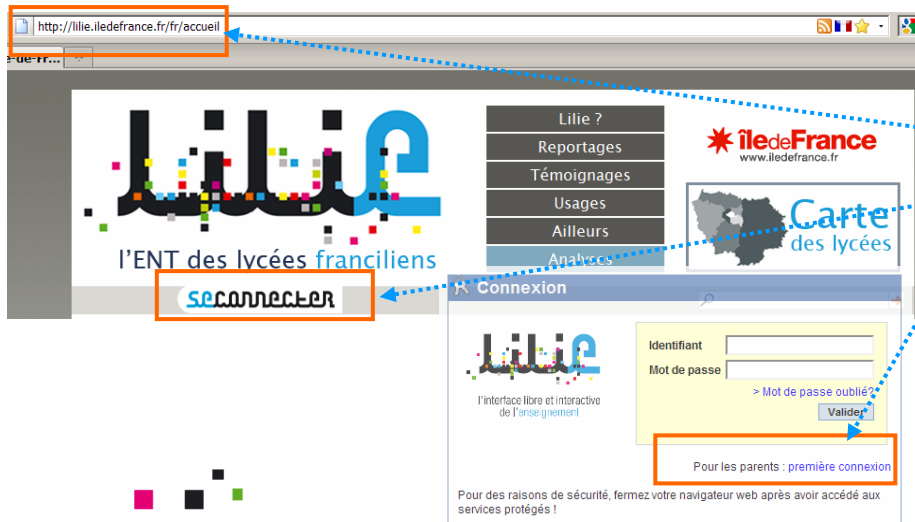 http://lilie.iledefrance.fr/fr/accueil
e-de-Fr...
lilie
l'ENT des lycées franciliens
Lilie ?
Reportages
Témoignages
Usages
Ailleurs
Analyses
îledeFrance
www.iledefrance.fr
Carte
des lycées
seconnecter
Connexion
lilie
l'interface libre et interactive
de l'enseignement
Identifiant
Mot de passe
> Mot de passe oublié?
Valider
Pour les parents : première connexion
Pour des raisons de sécurité, fermez votre navigateur web après avoir accédé aux
services protégés !